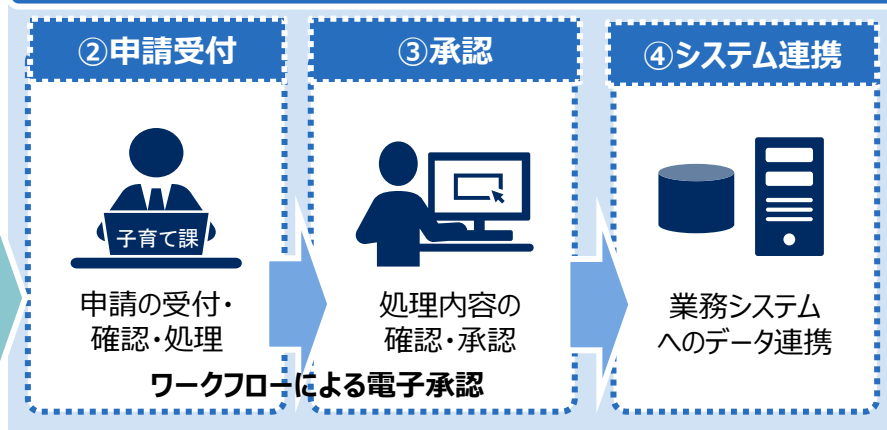 ②申請受付
③承認
④システム連携
子育て課
申請の受付・
確認・処理
処理内容の
確認・承認
業務システム
へのデータ連携
ワークフローによる電子承認